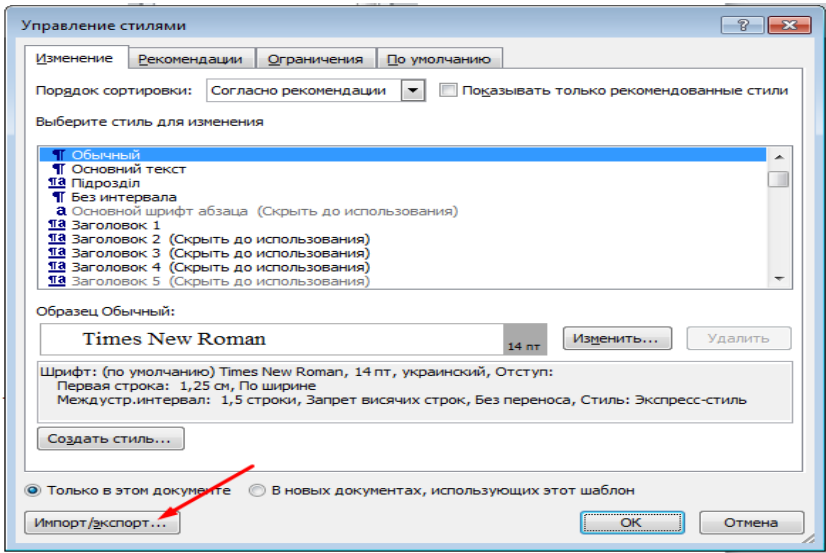 Управление стилями
Изменение Рекомендации Ограничения По умолчанию
Порядок сортировки: Согласно рекомендации Показывать только рекомендованные стили
Выберите стиль для изменения
¶ Обычный
¶ Основний текст
¶a Підрозділ
¶ Без интервала
a Основной шрифт абзаца (Скрыть до использования)
¶a Заголовок 1
¶a Заголовок 2 (Скрыть до использования)
¶a Заголовок 3 (Скрыть до использования)
¶a Заголовок 4 (Скрыть до использования)
¶a Заголовок 5 (Скрыть до использования)
Образец Обычный:
Times New Roman 14 пт Изменить... Удалить
Шрифт: (по умолчанию) Times New Roman, 14 пт, украинский, Отступ:
Первая строка: 1,25 см, По ширине
Междустр.интервал: 1,5 строки, Запрет висячих строк, Без переноса, Стиль: Экспресс-стиль
Создать стиль...
Только в этом документе В новых документах, использующих этот шаблон
Импорт/экспорт... ОК Отмена